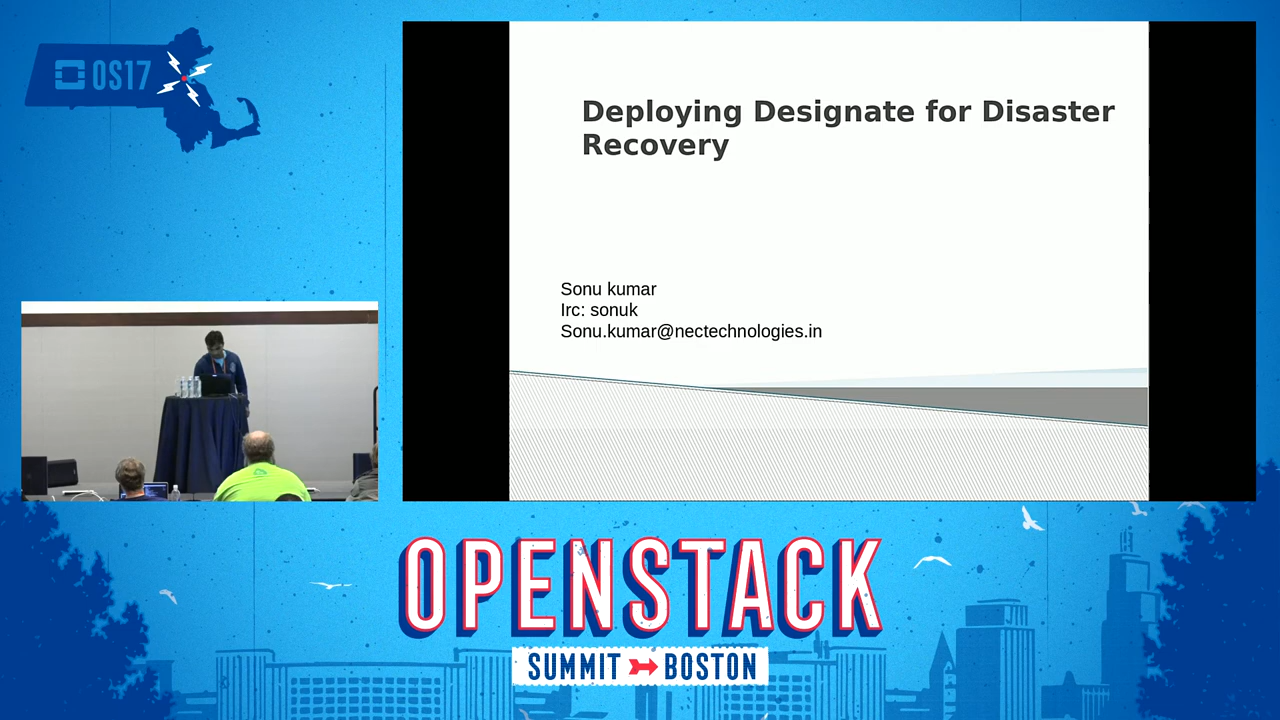 OS17
Deploying Designate for Disaster
Recovery
Sonu kumar
Irc: sonuk
Sonu.kumar@nectechnologies.in
OPENSTACK
SUMMIT BOSTON